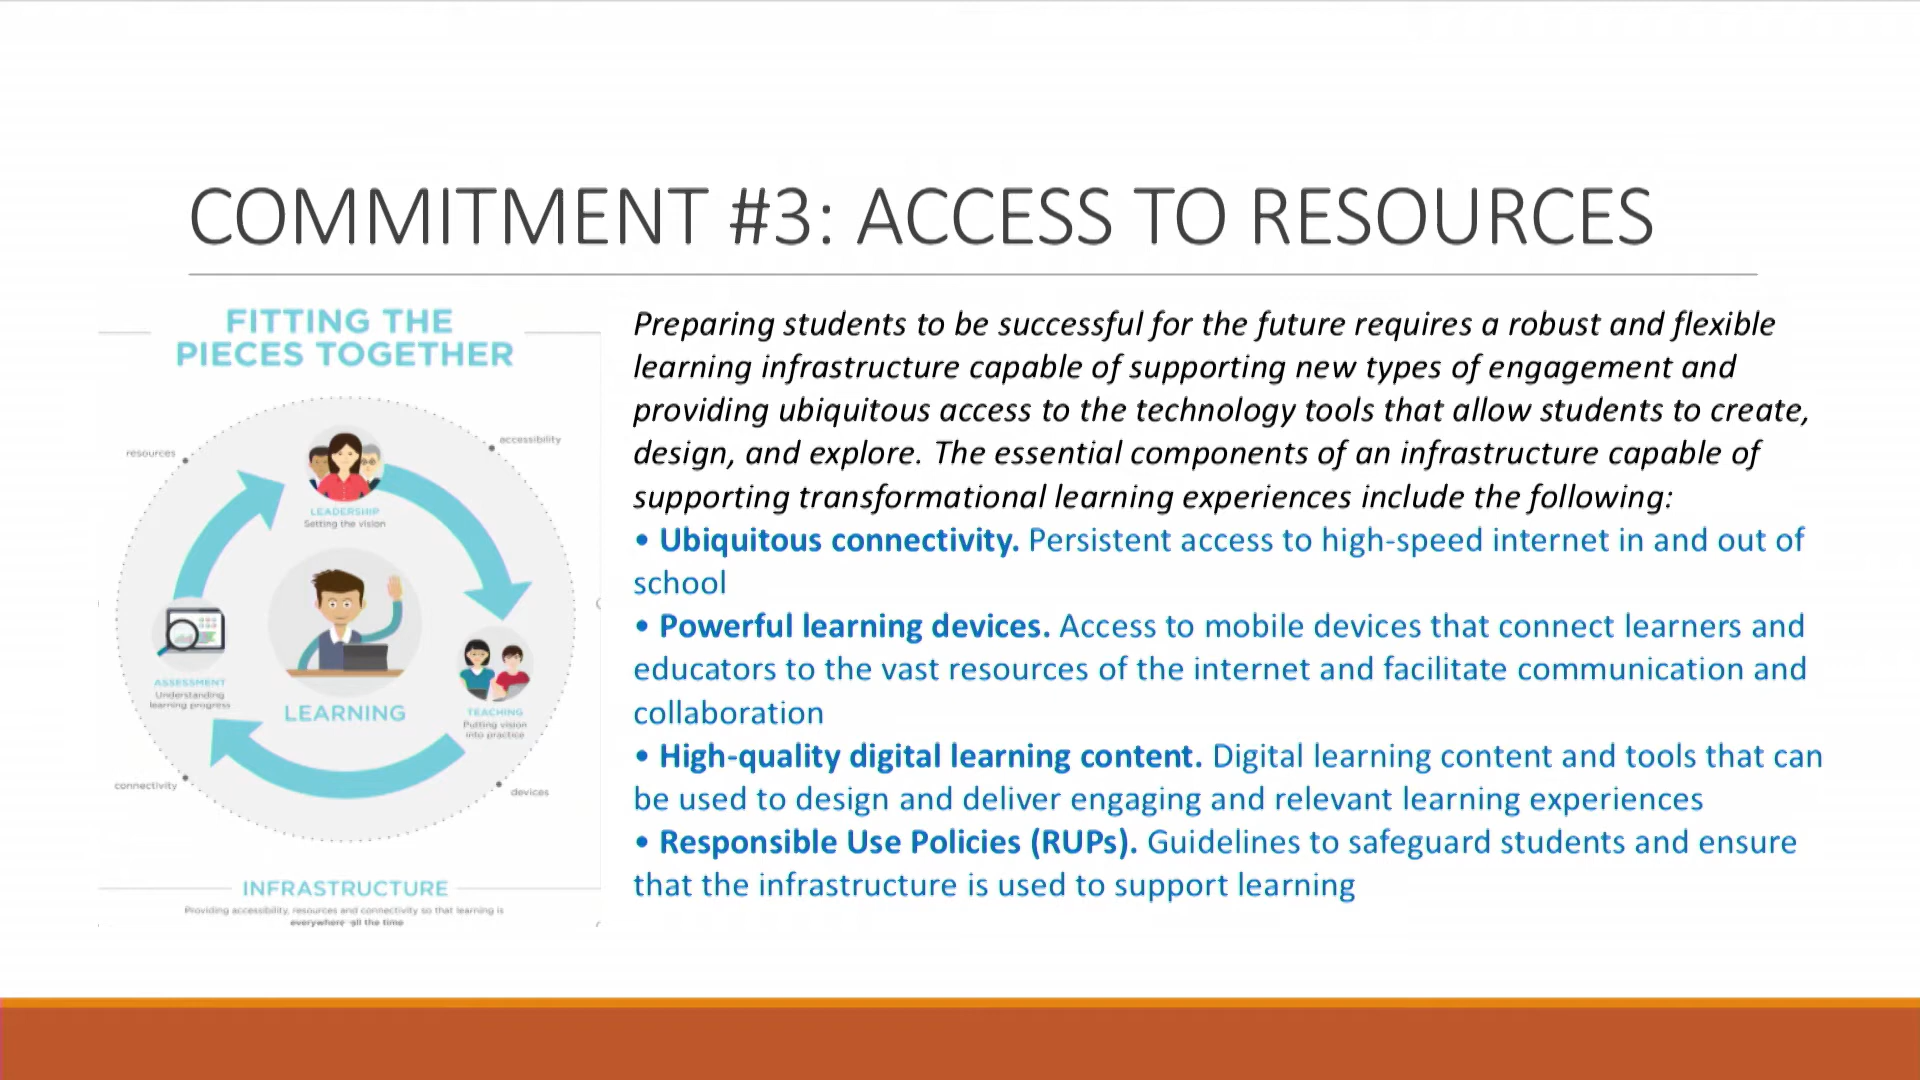 COMMITMENT #3: ACCESS TO RESOURCES
FITTING THE
PIECES TOGETHER
resources
accessibility
LEADERSHIP
Setting the vision
ASSESSMENT
Understanding
learning progress
LEARNING
TEACHING
Putting vision
into practice
connectivity
devices
INFRASTRUCTURE
Providing accessibility, resources and connectivity so that learning is
everywhere all the time
Preparing students to be successful for the future requires a robust and flexible
learning infrastructure capable of supporting new types of engagement and
providing ubiquitous access to the technology tools that allow students to create,
design, and explore. The essential components of an infrastructure capable of
supporting transformational learning experiences include the following:
• Ubiquitous connectivity. Persistent access to high-speed internet in and out of
school
• Powerful learning devices. Access to mobile devices that connect learners and
educators to the vast resources of the internet and facilitate communication and
collaboration
• High-quality digital learning content. Digital learning content and tools that can
be used to design and deliver engaging and relevant learning experiences
• Responsible Use Policies (RUPs). Guidelines to safeguard students and ensure
that the infrastructure is used to support learning